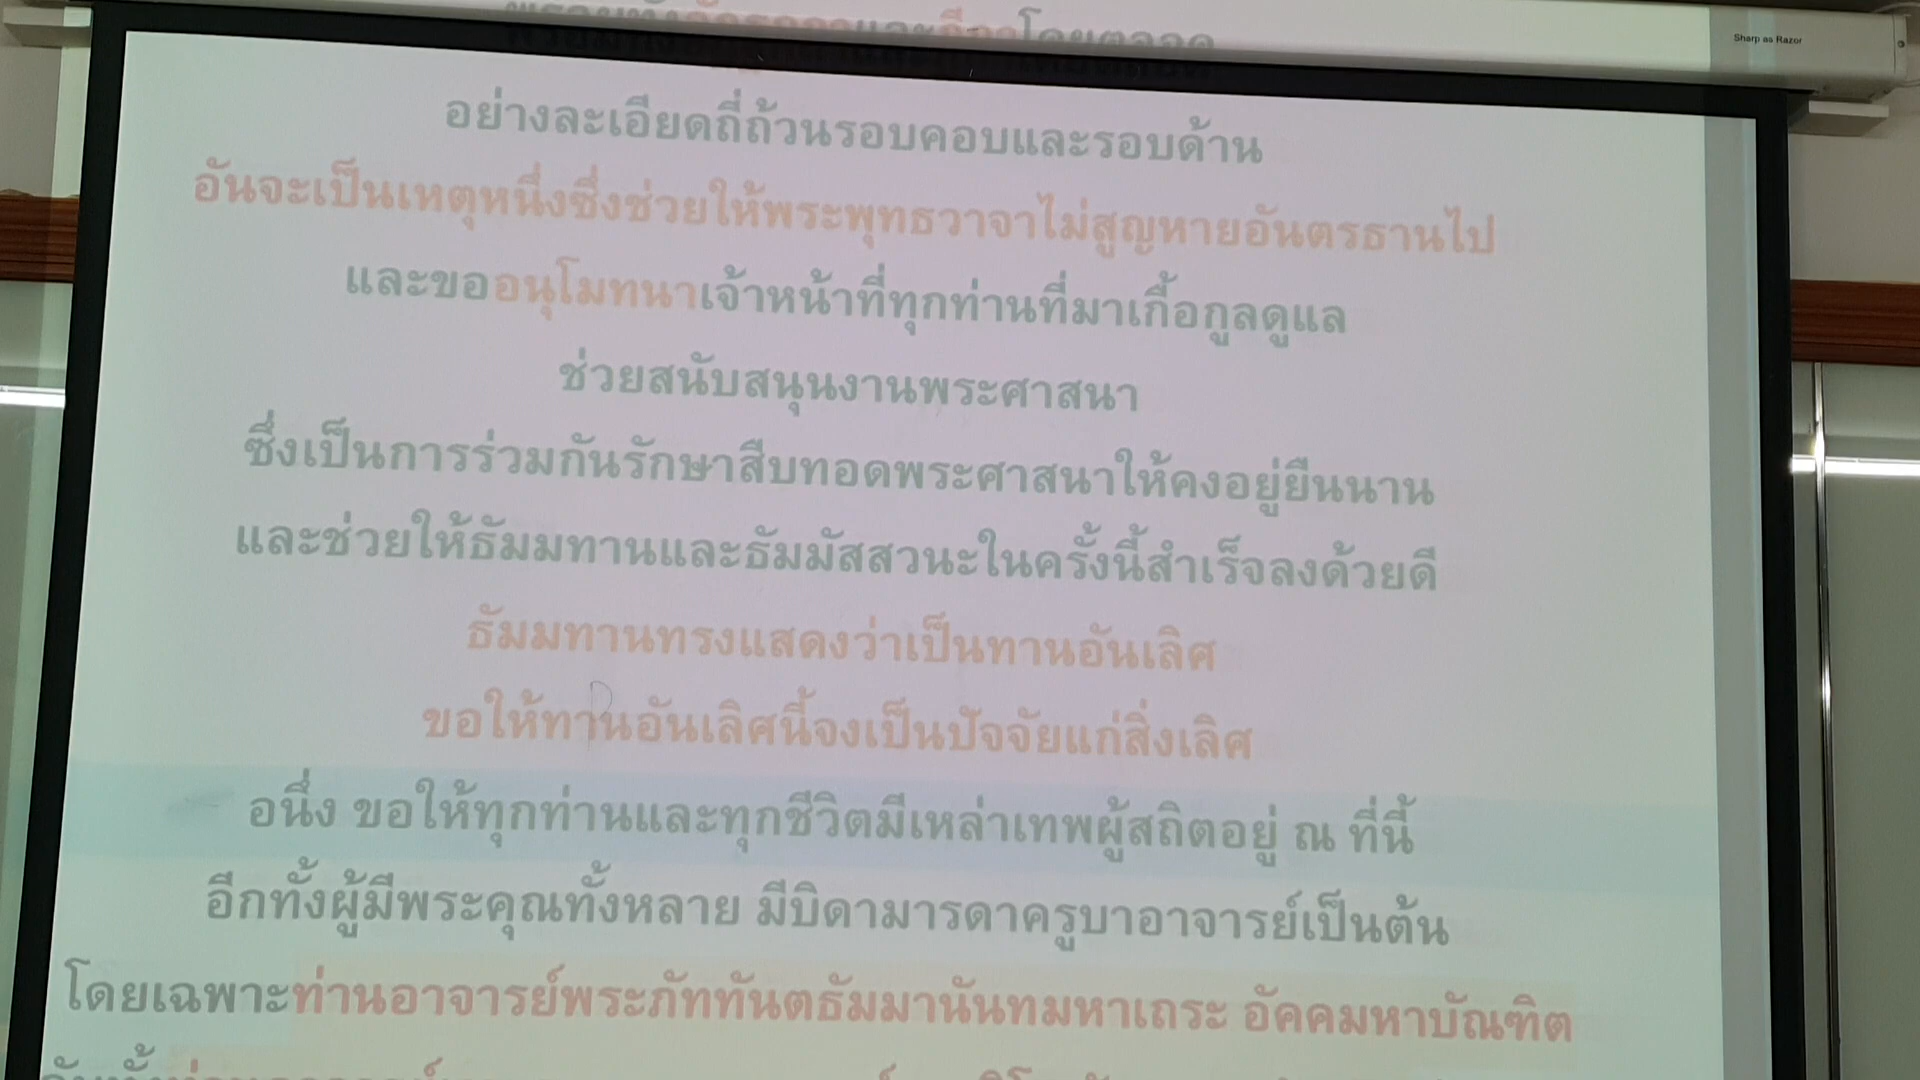 Sharp as Razor
อย่างละเอียดถี่ถ้วนรอบคอบและรอบด้าน
อันจะเป็นเหตุหนึ่งซึ่งช่วยให้พระพุทธวาจาไม่สูญหายอันตรธานไป
และขออนุโมทนาเจ้าหน้าที่ทุกท่านที่มาเกื้อกูลดูแล
ช่วยสนับสนุนงานพระศาสนา
ซึ่งเป็นการร่วมกันรักษาสืบทอดพระศาสนาให้คงอยู่ยืนนาน
และช่วยให้ธัมมทานและธัมมัสสวนะในครั้งนี้สำเร็จลงด้วยดี
ธัมมทานทรงแสดงว่าเป็นทานอันเลิศ
ขอให้ทานอันเลิศนี้จงเป็นปัจจัยแก่สิ่งเลิศ
อนึ่ง ขอให้ทุกท่านและทุกชีวิตมีเหล่าเทพผู้สถิตอยู่ ณ ที่นี้
อีกทั้งผู้มีพระคุณทั้งหลาย มีบิดามารดาครูบาอาจารย์เป็นต้น
โดยเฉพาะท่านอาจารย์พระภัททันตธัมมานันทมหาเถระ อัคคมหาบัณฑิต